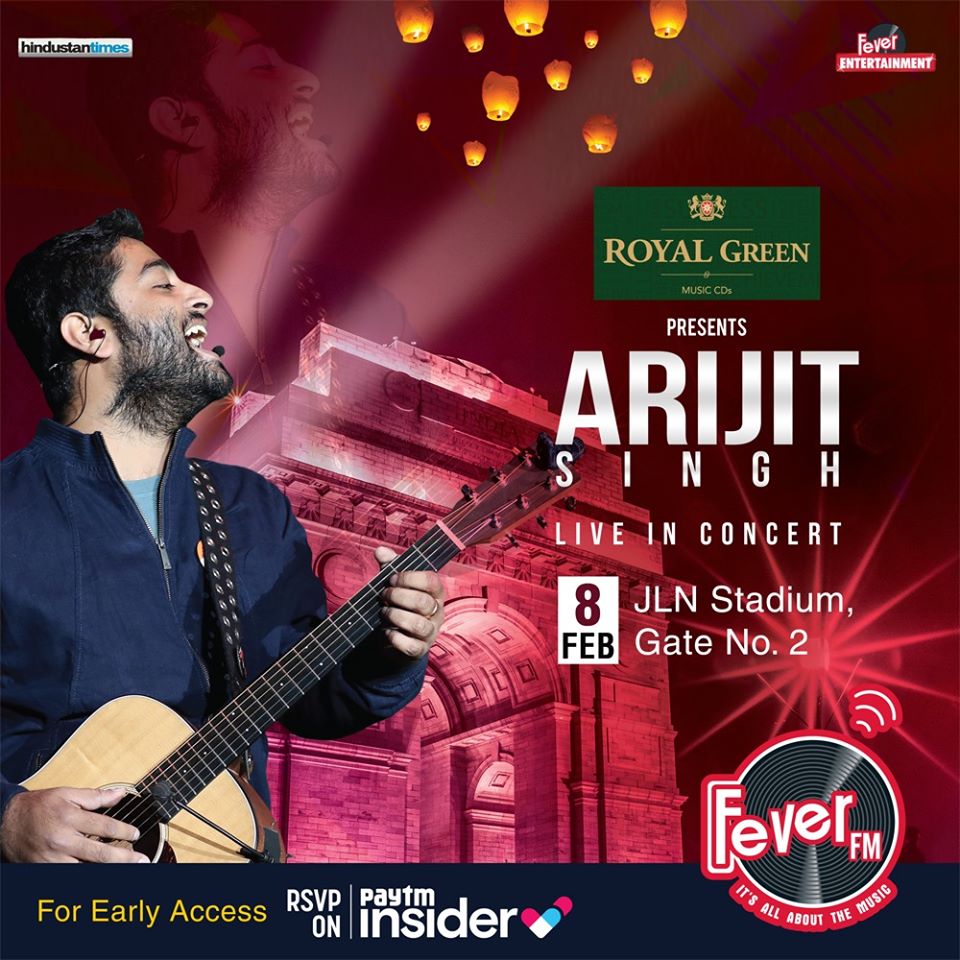 hindustantimes
Fever
ENTERTAINMENT
ROYAL GREEN
MUSIC CDs
PRESENTS
ARIJIT
SINGH
LIVE IN CONCERT
INDIA
8
FEB
JLN Stadium,
Gate No. 2
Fever FM
IT'S ALL ABOUT THE MUSIC
For Early Access
RSVP
ON
Paytm
insider